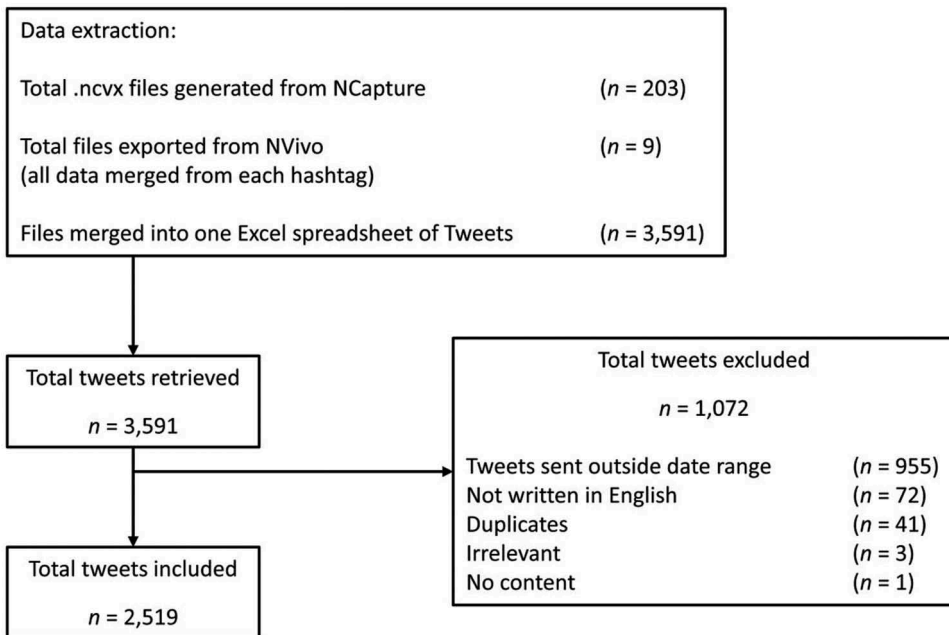 Data extraction:
Total .ncvx files generated from NCapture (n = 203)
Total files exported from NVivo (n = 9)
(all data merged from each hashtag)
Files merged into one Excel spreadsheet of Tweets (n = 3,591)
Total tweets retrieved
n = 3,591
Total tweets excluded
n = 1,072
Tweets sent outside date range (n = 955)
Not written in English (n = 72)
Duplicates (n = 41)
Irrelevant (n = 3)
No content (n = 1)
Total tweets included
n = 2,519